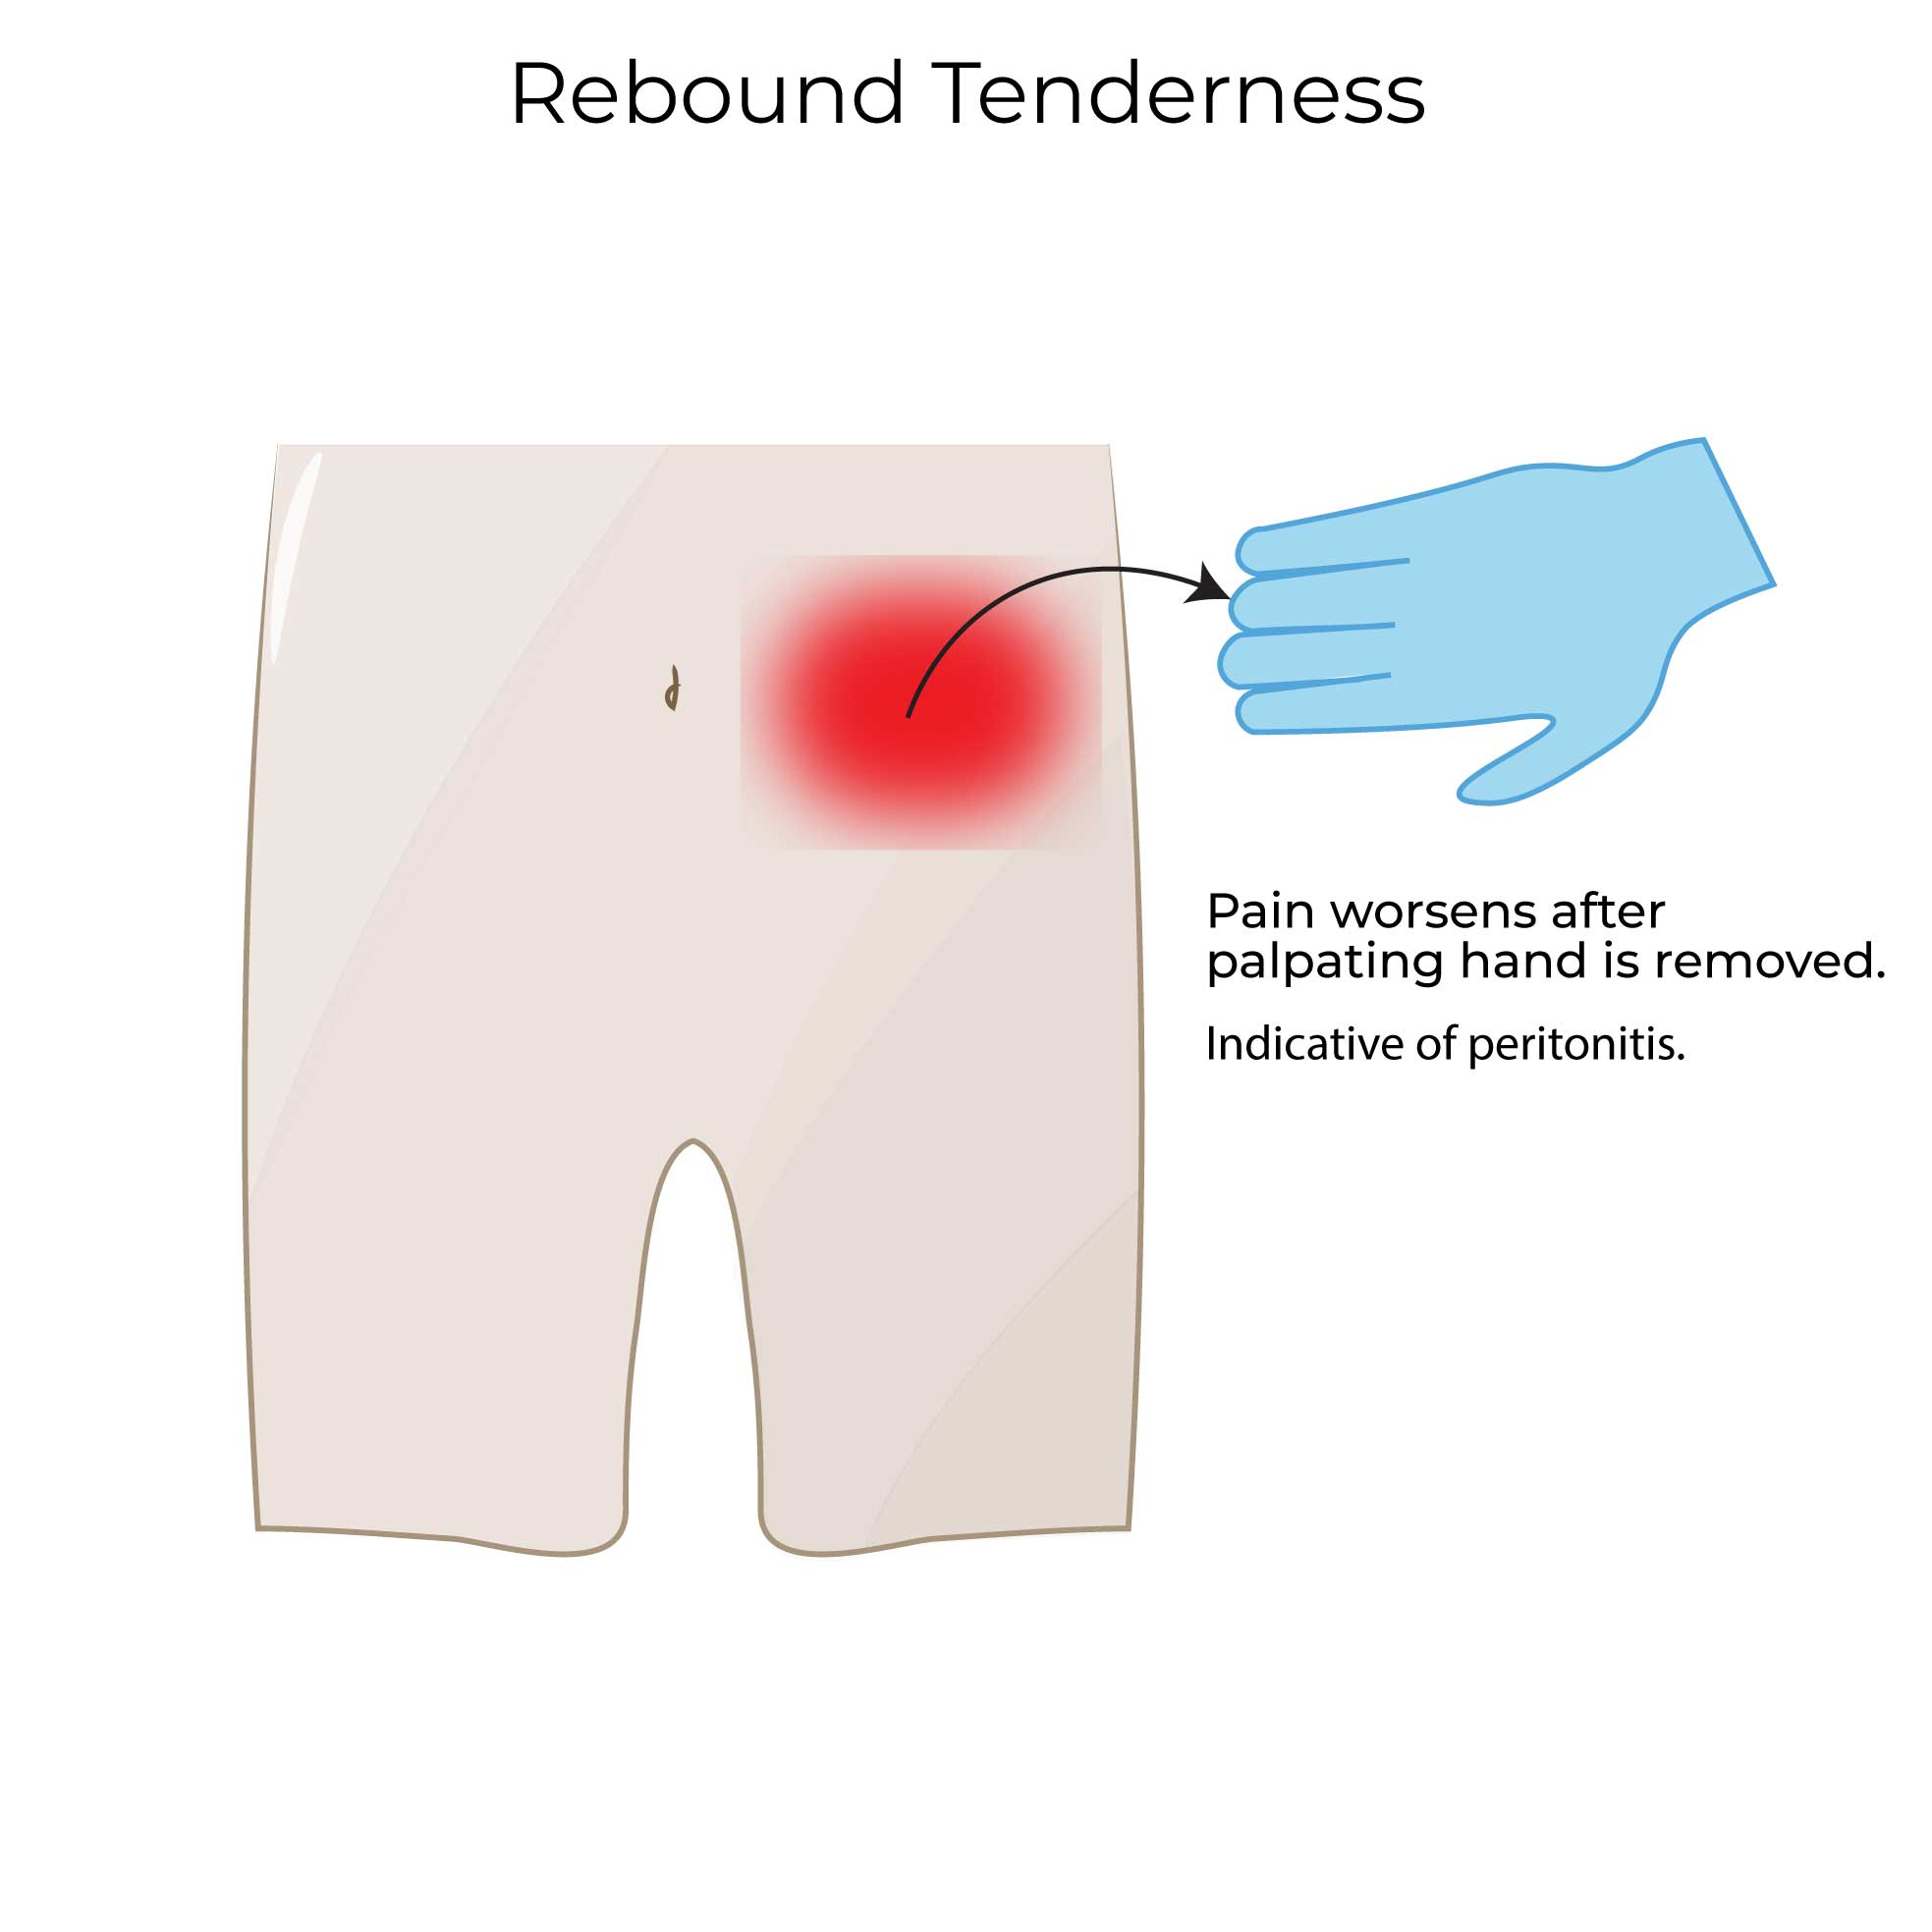 Rebound Tenderness
Pain worsens after
palpating hand is removed.
Indicative of peritonitis.